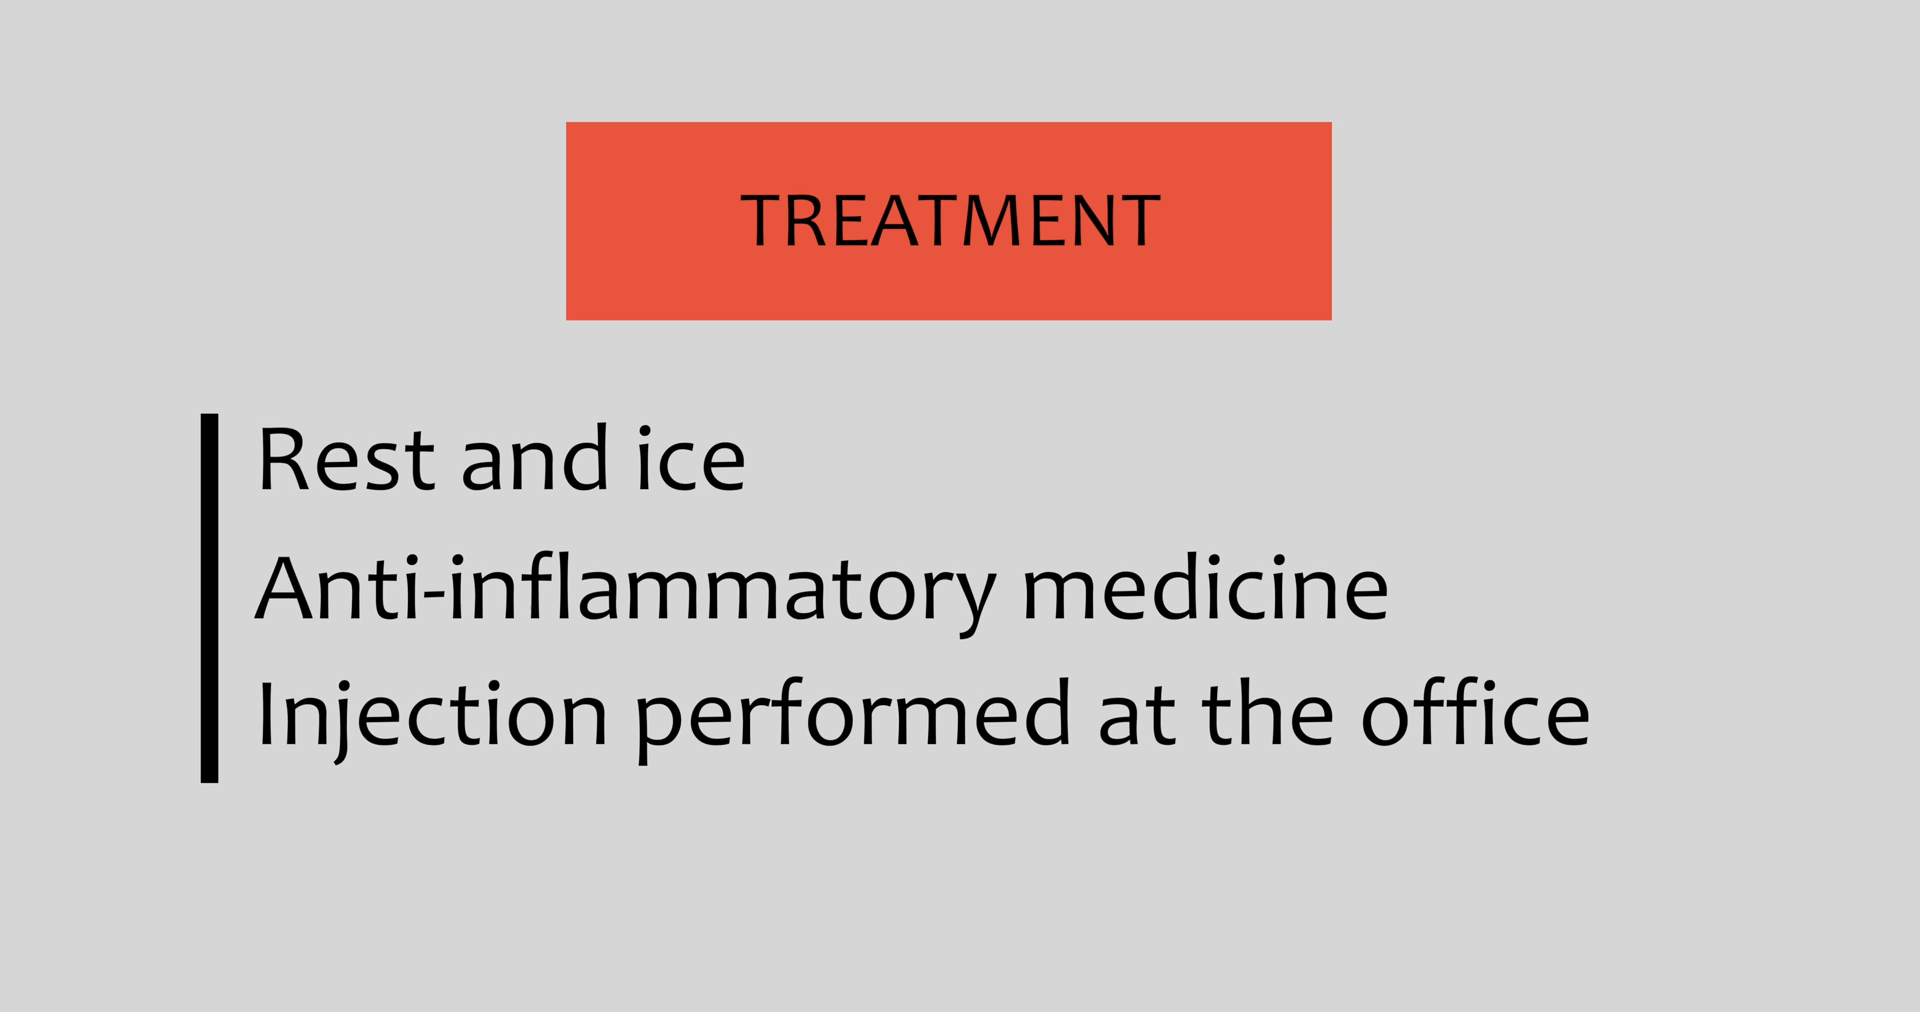 TREATMENT
Rest and ice
Anti-inflammatory medicine
Injection performed at the office